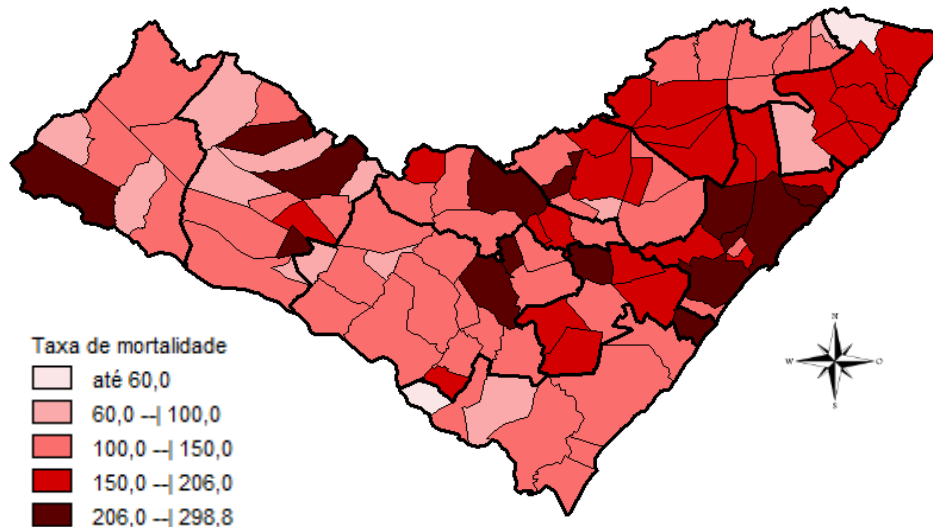 Taxa de mortalidade
até 60,0
60,0 --| 100,0
100,0 --| 150,0
150,0 --| 206,0
206,0 --| 298,8
N
W O
S